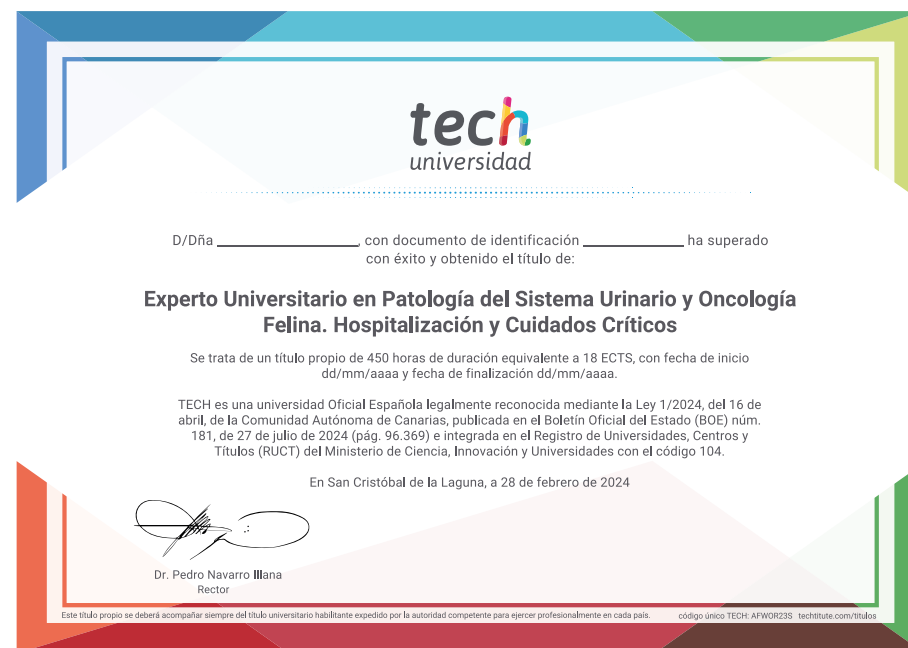 tech
universidad
D/Dña ____________________, con documento de identificación ______________ ha superado
con éxito y obtenido el título de:
Experto Universitario en Patología del Sistema Urinario y Oncología
Felina. Hospitalización y Cuidados Críticos
Se trata de un título propio de 450 horas de duración equivalente a 18 ECTS, con fecha de inicio
dd/mm/aaaa y fecha de finalización dd/mm/aaaa.
TECH es una universidad Oficial Española legalmente reconocida mediante la Ley 1/2024, del 16 de
abril, de la Comunidad Autónoma de Canarias, publicada en el Boletín Oficial del Estado (BOE) núm.
181, de 27 de julio de 2024 (pág. 96.369) e integrada en el Registro de Universidades, Centros y
Títulos (RUCT) del Ministerio de Ciencia, Innovación y Universidades con el código 104.
En San Cristóbal de la Laguna, a 28 de febrero de 2024
Dr. Pedro Navarro Illana
Rector
Este título propio se deberá acompañar siempre del título universitario habilitante expedido por la autoridad competente para ejercer profesionalmente en cada país.
código único TECH: AFWOR23S techtitute.com/titulos